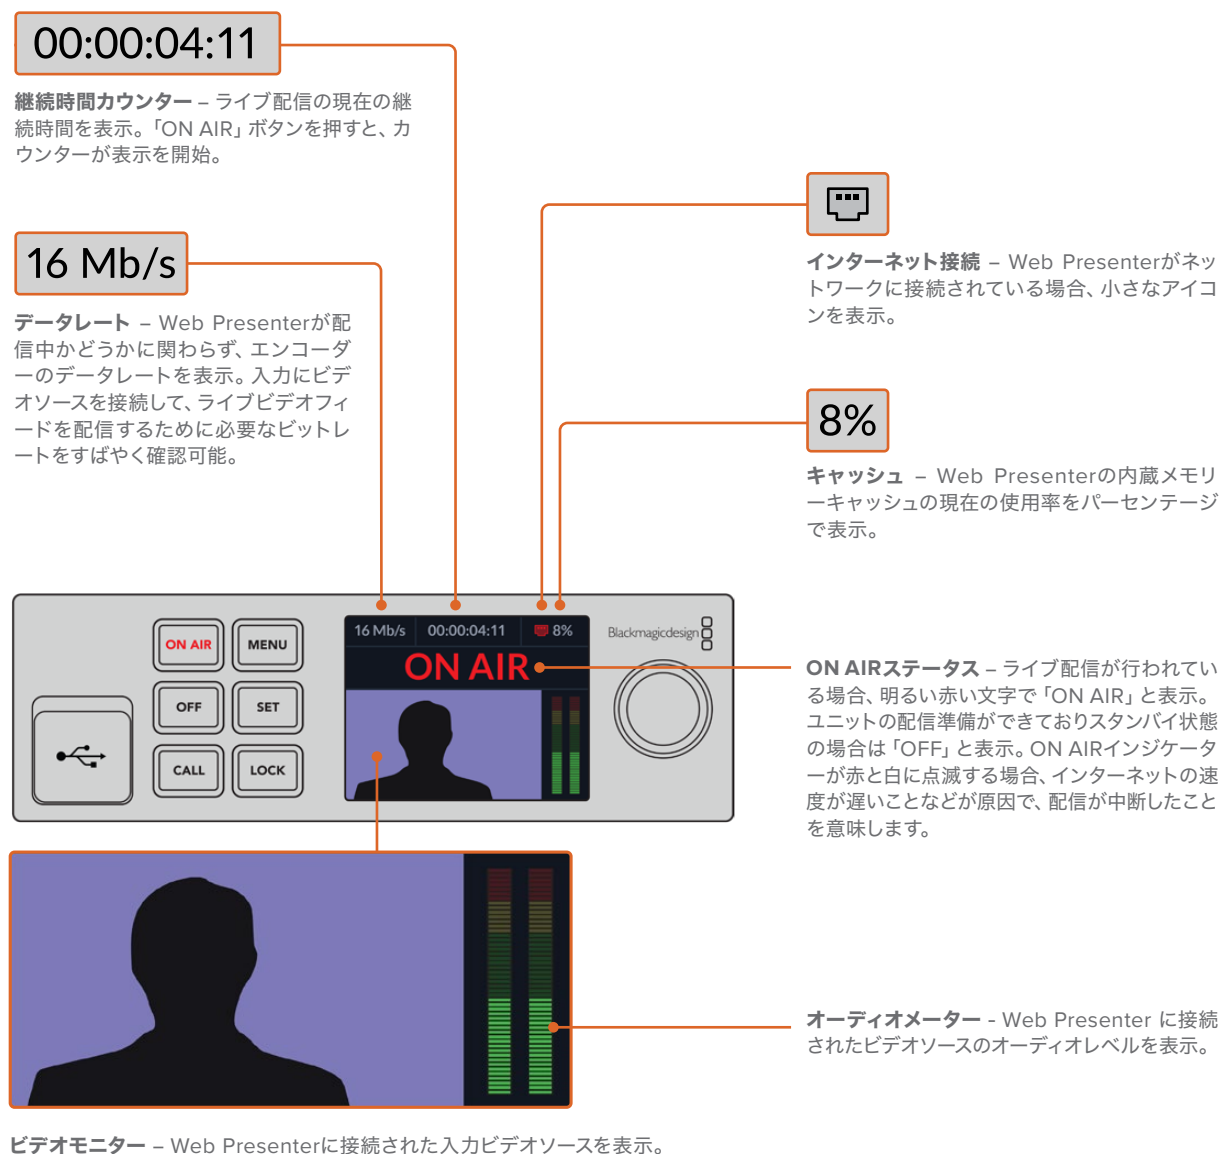 00:00:04:11
継続時間カウンター – ライブ配信の現在の継
続時間を表示。「ON AIR」ボタンを押すと、カ
ウンターが表示を開始。
16 Mb/s
データレート – Web Presenterが配
信中かどうかに関わらず、エンコーダ
ーのデータレートを表示。入力にビデ
オソースを接続して、ライブビデオフィ
ードを配信するために必要なビットレ
ートをすばやく確認可能。
インターネット接続 – Web Presenterがネッ
トワークに接続されている場合、小さなアイコ
ンを表示。
8%
キャッシュ – Web Presenterの内蔵メモリ
ーキャッシュの現在の使用率をパーセンテージ
で表示。
ON AIR
MENU
OFF
SET
CALL
LOCK
16 Mb/s 00:00:04:11 8%
ON AIR
Blackmagicdesign
ON AIRステータス – ライブ配信が行われてい
る場合、明るい赤い文字で「ON AIR」と表示。
ユニットの配信準備ができておりスタンバイ状態
の場合は「OFF」と表示。ON AIRインジケータ
ーが赤と白に点滅する場合、インターネットの速
度が遅いことなどが原因で、配信が中断したこと
を意味します。
オーディオメーター - Web Presenter に接続
されたビデオソースのオーディオレベルを表示。
ビデオモニター – Web Presenterに接続された入力ビデオソースを表示。